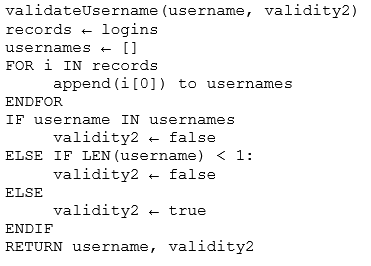 validateUsername(username, validity2)
records ← logins
usernames ← []
FOR i IN records
     append(i[0]) to usernames
ENDFOR
IF username IN usernames
     validity2 ← false
ELSE IF LEN(username) < 1:
     validity2 ← false
ELSE
     validity2 ← true
ENDIF
RETURN username, validity2